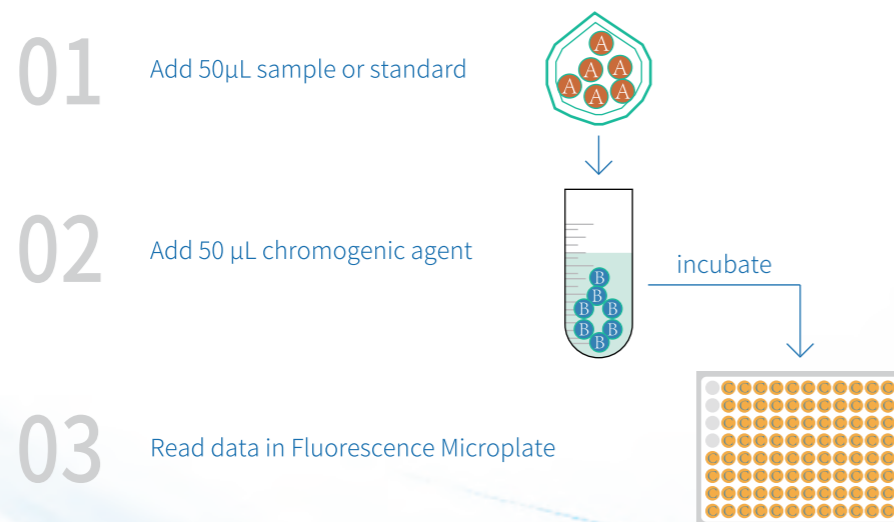 01
Add 50µL sample or standard
A
A A
A A A
02
Add 50 µL chromogenic agent
B
B
B B
B B
B
incubate
03
Read data in Fluorescence Microplate
C C C C C C C C C C C
C C C C C C C C C C C
C C C C C C C C C C C
C C C C C C C C C C C
C C C C C C C C C C C C
C C C C C C C C C C C C
C C C C C C C C C C C C
C C C C C C C C C C C C